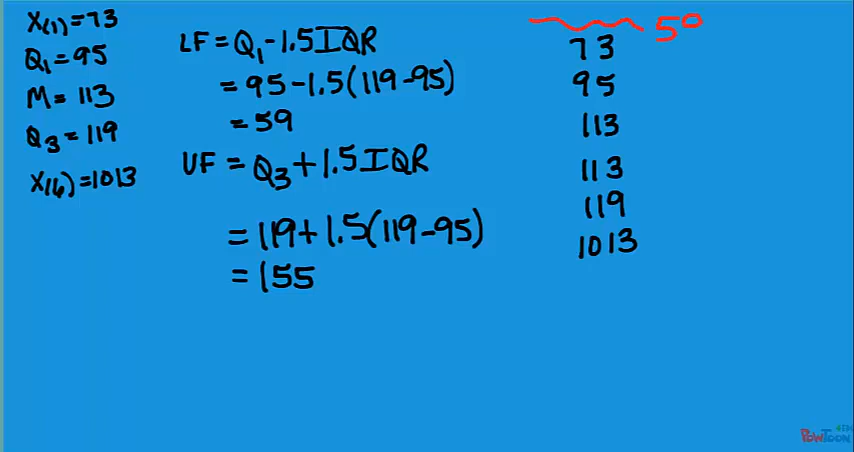 X(1)=73
Q1=95
M=113
Q3=119
X(6)=1013
LF=Q1-1.5IQR
=95-1.5(119-95)
=59
UF=Q3+1.5IQR
=119+1.5(119-95)
=155
50
73
95
113
113
119
1013
POWTOON